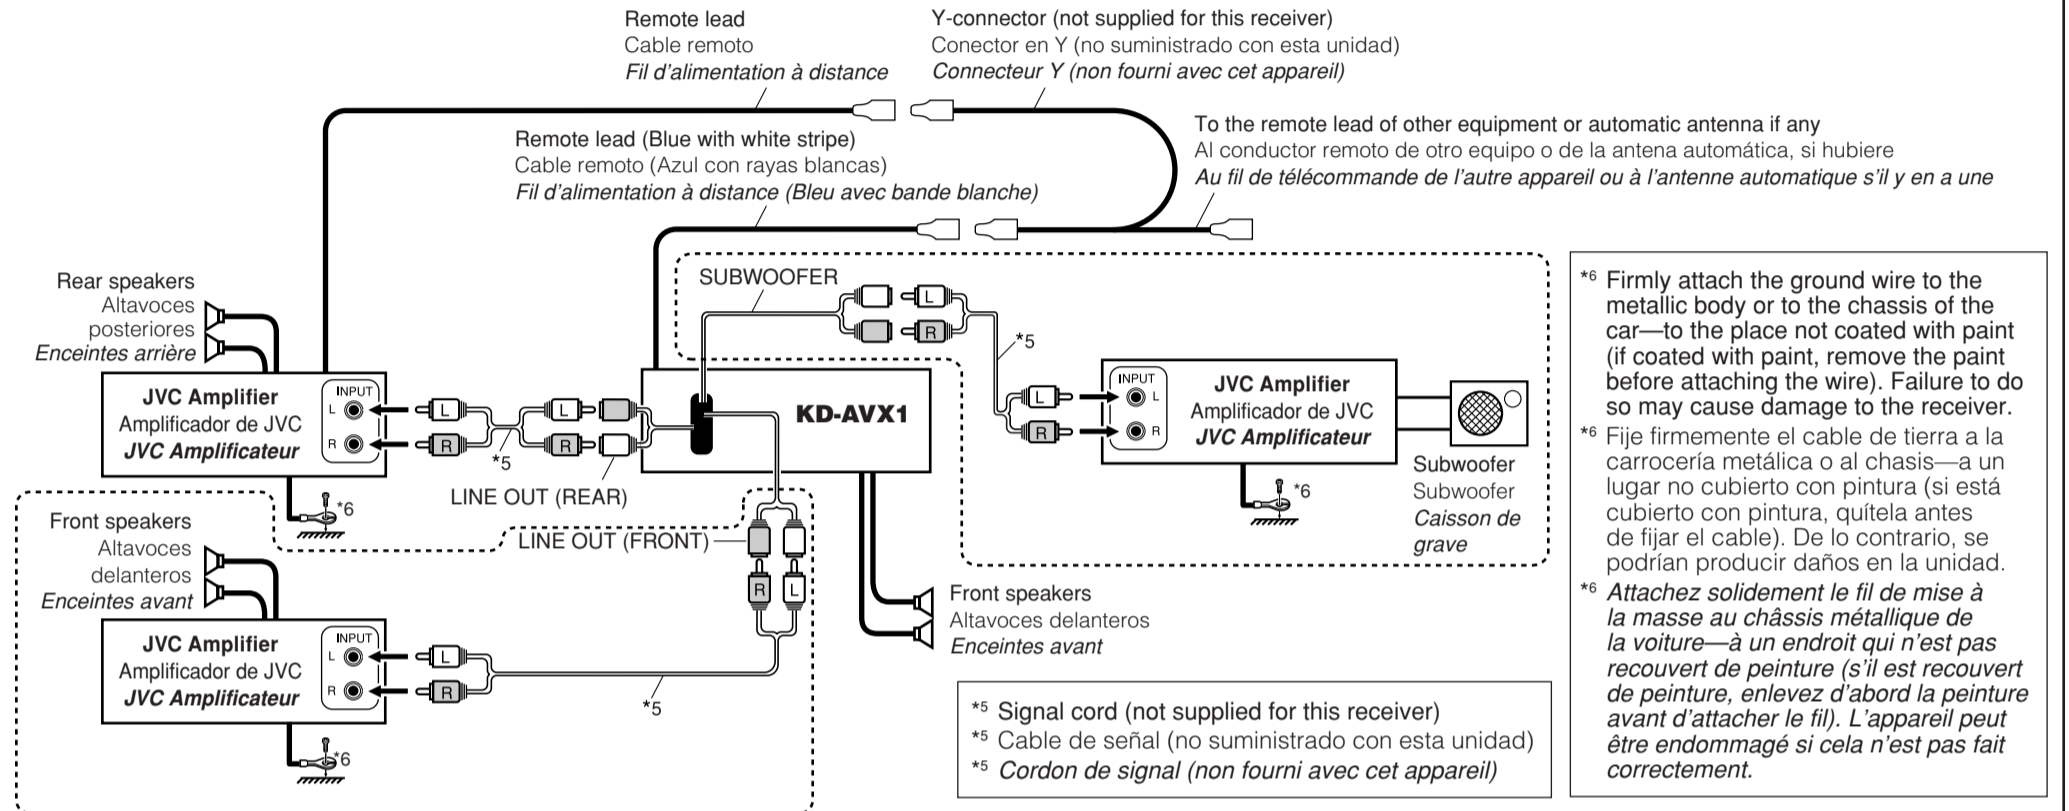 Remote lead
Cable remoto
Fil d'alimentation à distance
Y-connector (not supplied for this receiver)
Conector en Y (no suministrado con esta unidad)
Connecteur Y (non fourni avec cet appareil)
Remote lead (Blue with white stripe)
Cable remoto (Azul con rayas blancas)
Fil d'alimentation à distance (Bleu avec bande blanche)
To the remote lead of other equipment or automatic antenna if any
Al conductor remoto de otro equipo o de la antena automática, si hubiere
Au fil de télécommande de l'autre appareil ou à l'antenne automatique s'il y en a une
Rear speakers
Altavoces
posteriores
Enceintes arrière
JVC Amplifier
Amplificador de JVC
JVC Amplificateur
INPUT
L
R
L
R
*5
L
R
LINE OUT (REAR)
*6
KD-AVX1
SUBWOOFER
L
R
*5
L
R
INPUT
L
R
JVC Amplifier
Amplificador de JVC
JVC Amplificateur
*6
Subwoofer
Subwoofer
Caisson de
grave
Front speakers
Altavoces
delanteros
Enceintes avant
LINE OUT (FRONT)
R
L
JVC Amplifier
Amplificador de JVC
JVC Amplificateur
INPUT
L
R
L
R
*5
*6
Front speakers
Altavoces delanteros
Enceintes avant
*5 Signal cord (not supplied for this receiver)
*5 Cable de señal (no suministrado con esta unidad)
*5 Cordon de signal (non fourni avec cet appareil)
*6 Firmly attach the ground wire to the
metallic body or to the chassis of the
car—to the place not coated with paint
(if coated with paint, remove the paint
before attaching the wire). Failure to do
so may cause damage to the receiver.
*6 Fije firmemente el cable de tierra a la
carrocería metálica o al chasis—a un
lugar no cubierto con pintura (si está
cubierto con pintura, quítela antes
de fijar el cable). De lo contrario, se
podrían producir daños en la unidad.
*6 Attachez solidement le fil de mise à
la masse au châssis métallique de
la voiture—à un endroit qui n'est pas
recouvert de peinture (s'il est recouvert
de peinture, enlevez d'abord la peinture
avant d'attacher le fil). L'appareil peut
être endommagé si cela n'est pas fait
correctement.